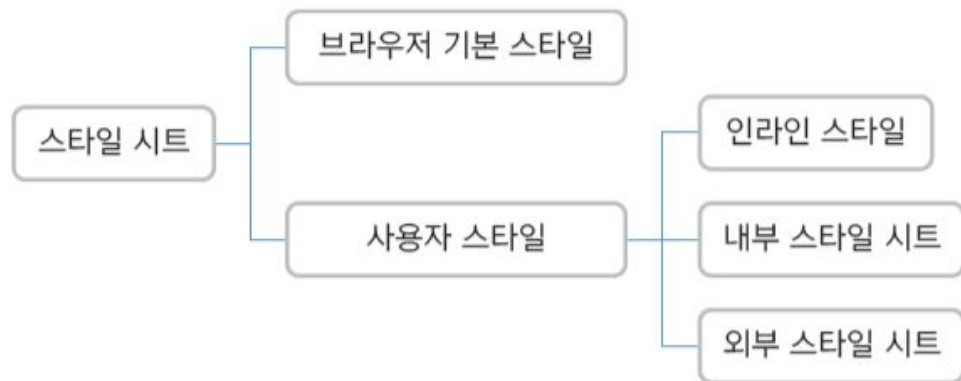 스타일 시트
브라우저 기본 스타일
사용자 스타일
인라인 스타일
내부 스타일 시트
외부 스타일 시트